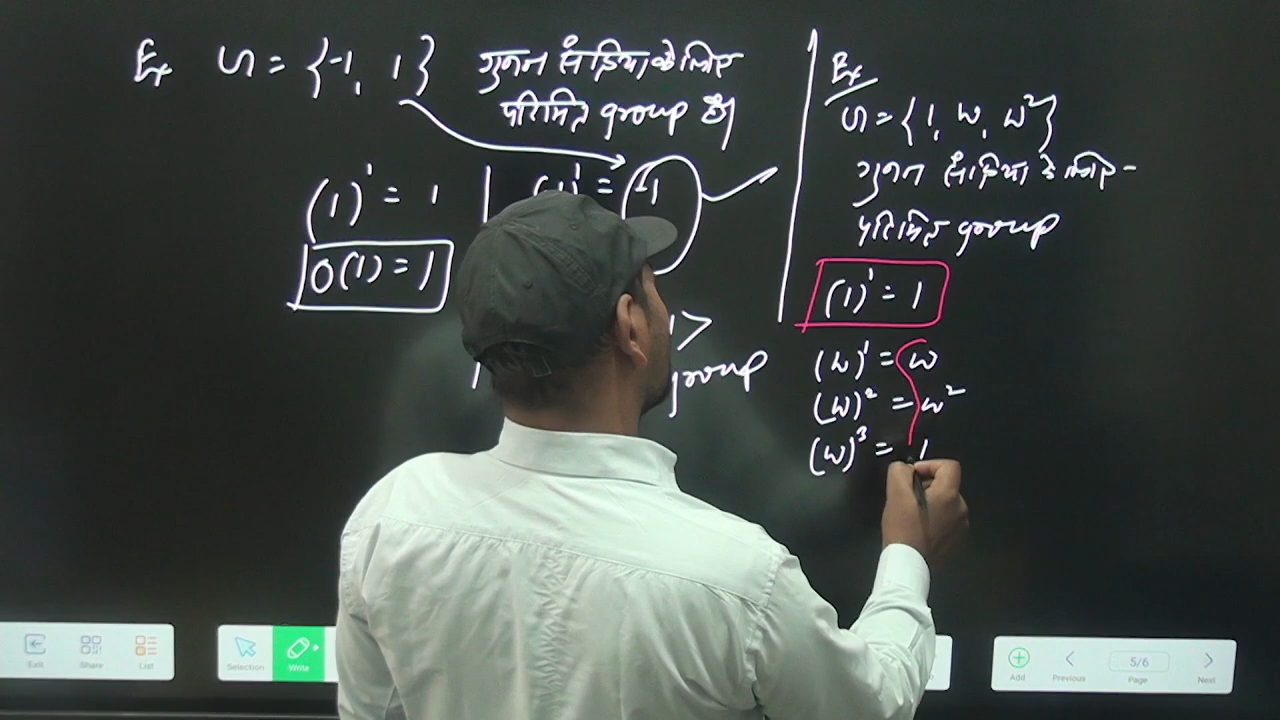 Ex G = {-1, 1} गुणन संक्रिया के लिए
परिमित group है।
(1)¹ = 1
O(1) = 1
1>
group
Ex
G = {1, ω, ω²}
गुणन संक्रिया के लिए -
परिमित group
(1)¹ = 1
(ω)¹ = ω
(ω)² = ω²
(ω)³ = 1
Exit
Share
List
Selection
Write
Add
Previous
5/6
Page
Next